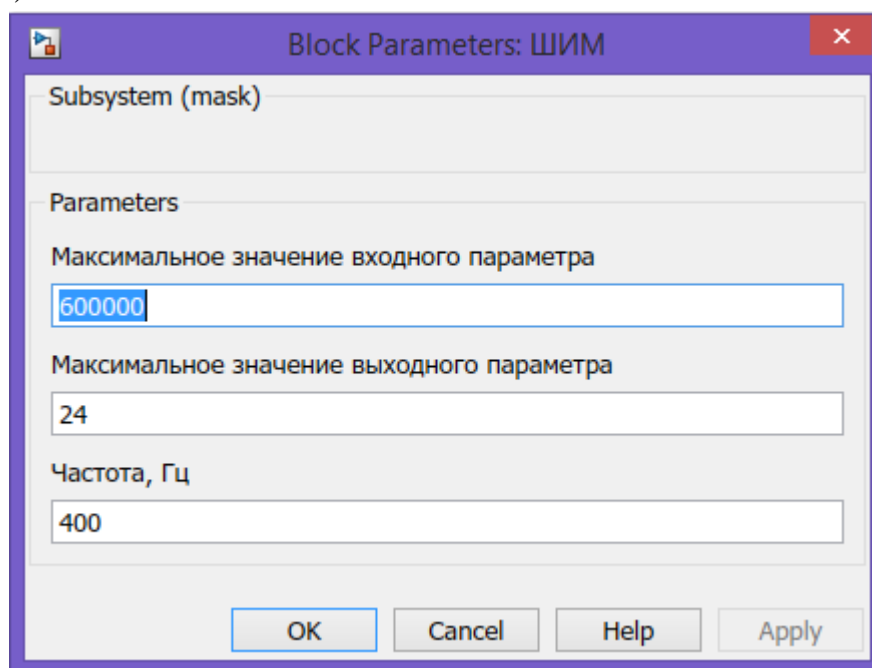 Block Parameters: ШИМ
Subsystem (mask)
Parameters
Максимальное значение входного параметра
600000
Максимальное значение выходного параметра
24
Частота, Гц
400
OK Cancel Help Apply